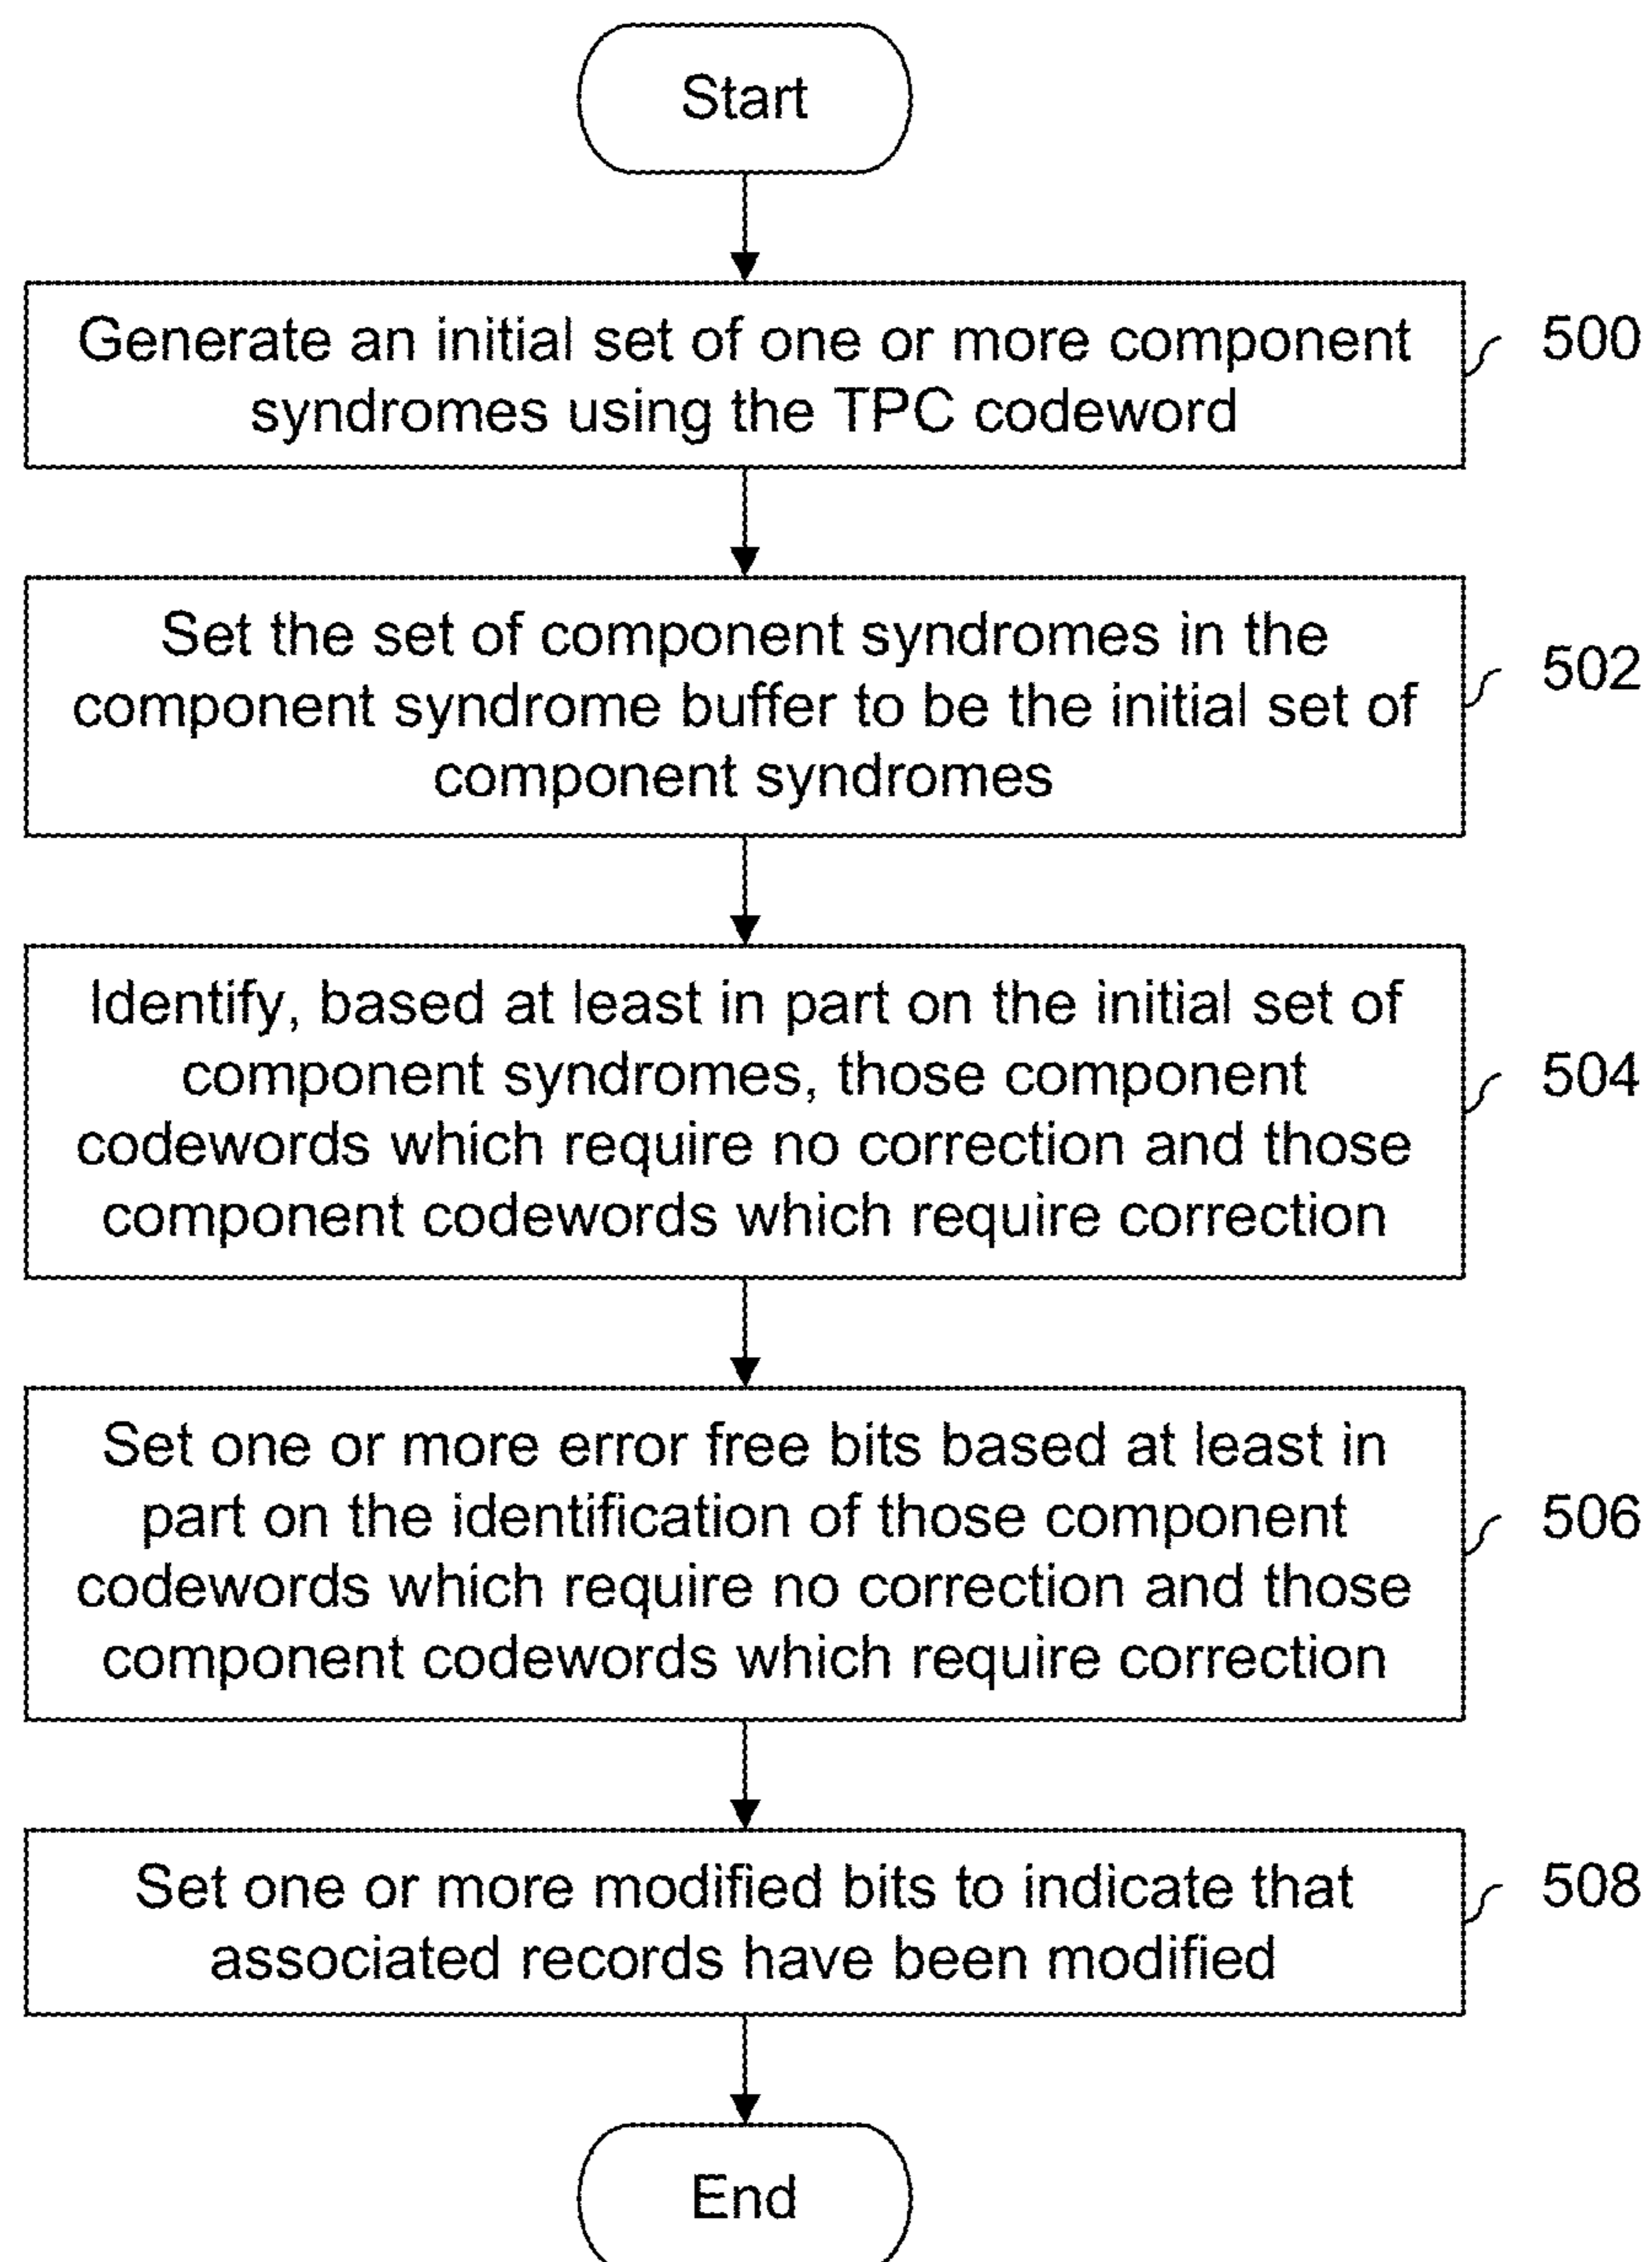 Start
Generate an initial set of one or more component
syndromes using the TPC codeword
500
Set the set of component syndromes in the
component syndrome buffer to be the initial set of
component syndromes
502
Identify, based at least in part on the initial set of
component syndromes, those component
codewords which require no correction and those
component codewords which require correction
504
Set one or more error free bits based at least in
part on the identification of those component
codewords which require no correction and those
component codewords which require correction
506
Set one or more modified bits to indicate that
associated records have been modified
508
End